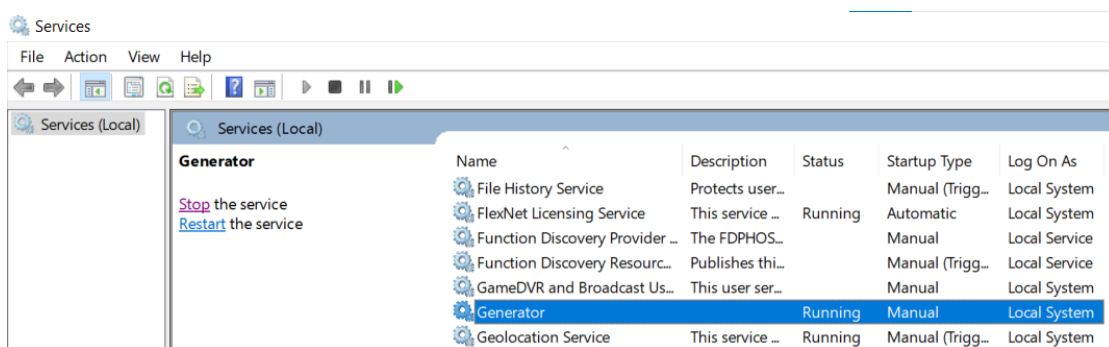 Services
File Action View Help
Services (Local)
Services (Local)
Generator
Stop the service
Restart the service
Name Description Status Startup Type Log On As
File History Service Protects user... Manual (Trigg... Local System
FlexNet Licensing Service This service ... Running Automatic Local System
Function Discovery Provider ... The FDPHOS... Manual Local Service
Function Discovery Resourc... Publishes thi... Manual (Trigg... Local Service
GameDVR and Broadcast Us... This user ser... Manual Local System
Generator Running Manual Local System
Geolocation Service This service ... Running Manual (Trigg... Local System